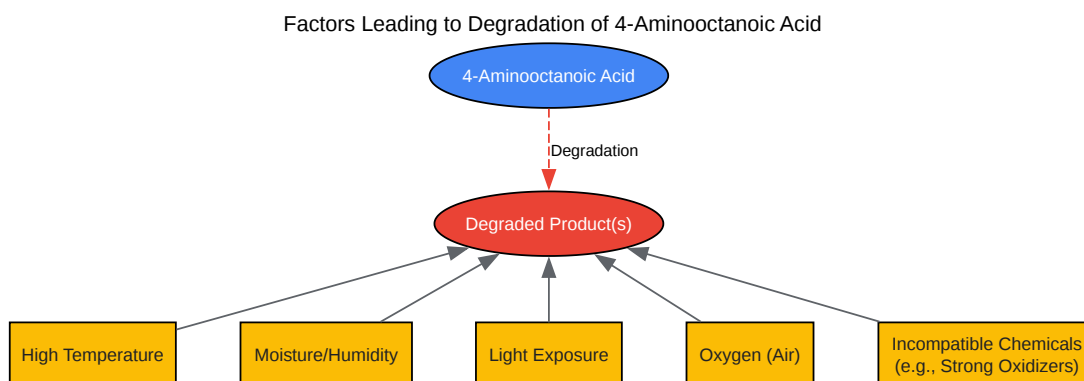 Factors Leading to Degradation of 4-Aminooctanoic Acid
4-Aminooctanoic Acid
Degradation
Degraded Product(s)
High Temperature
Moisture/Humidity
Light Exposure
Oxygen (Air)
Incompatible Chemicals
(e.g., Strong Oxidizers)